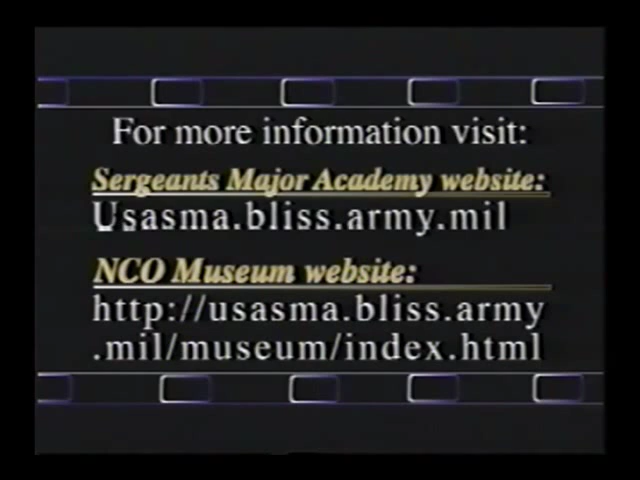 For more information visit:
Sergeants Major Academy website:
Usasma.bliss.army.mil
NCO Museum website:
http://usasma.bliss.army
.mil/museum/index.html